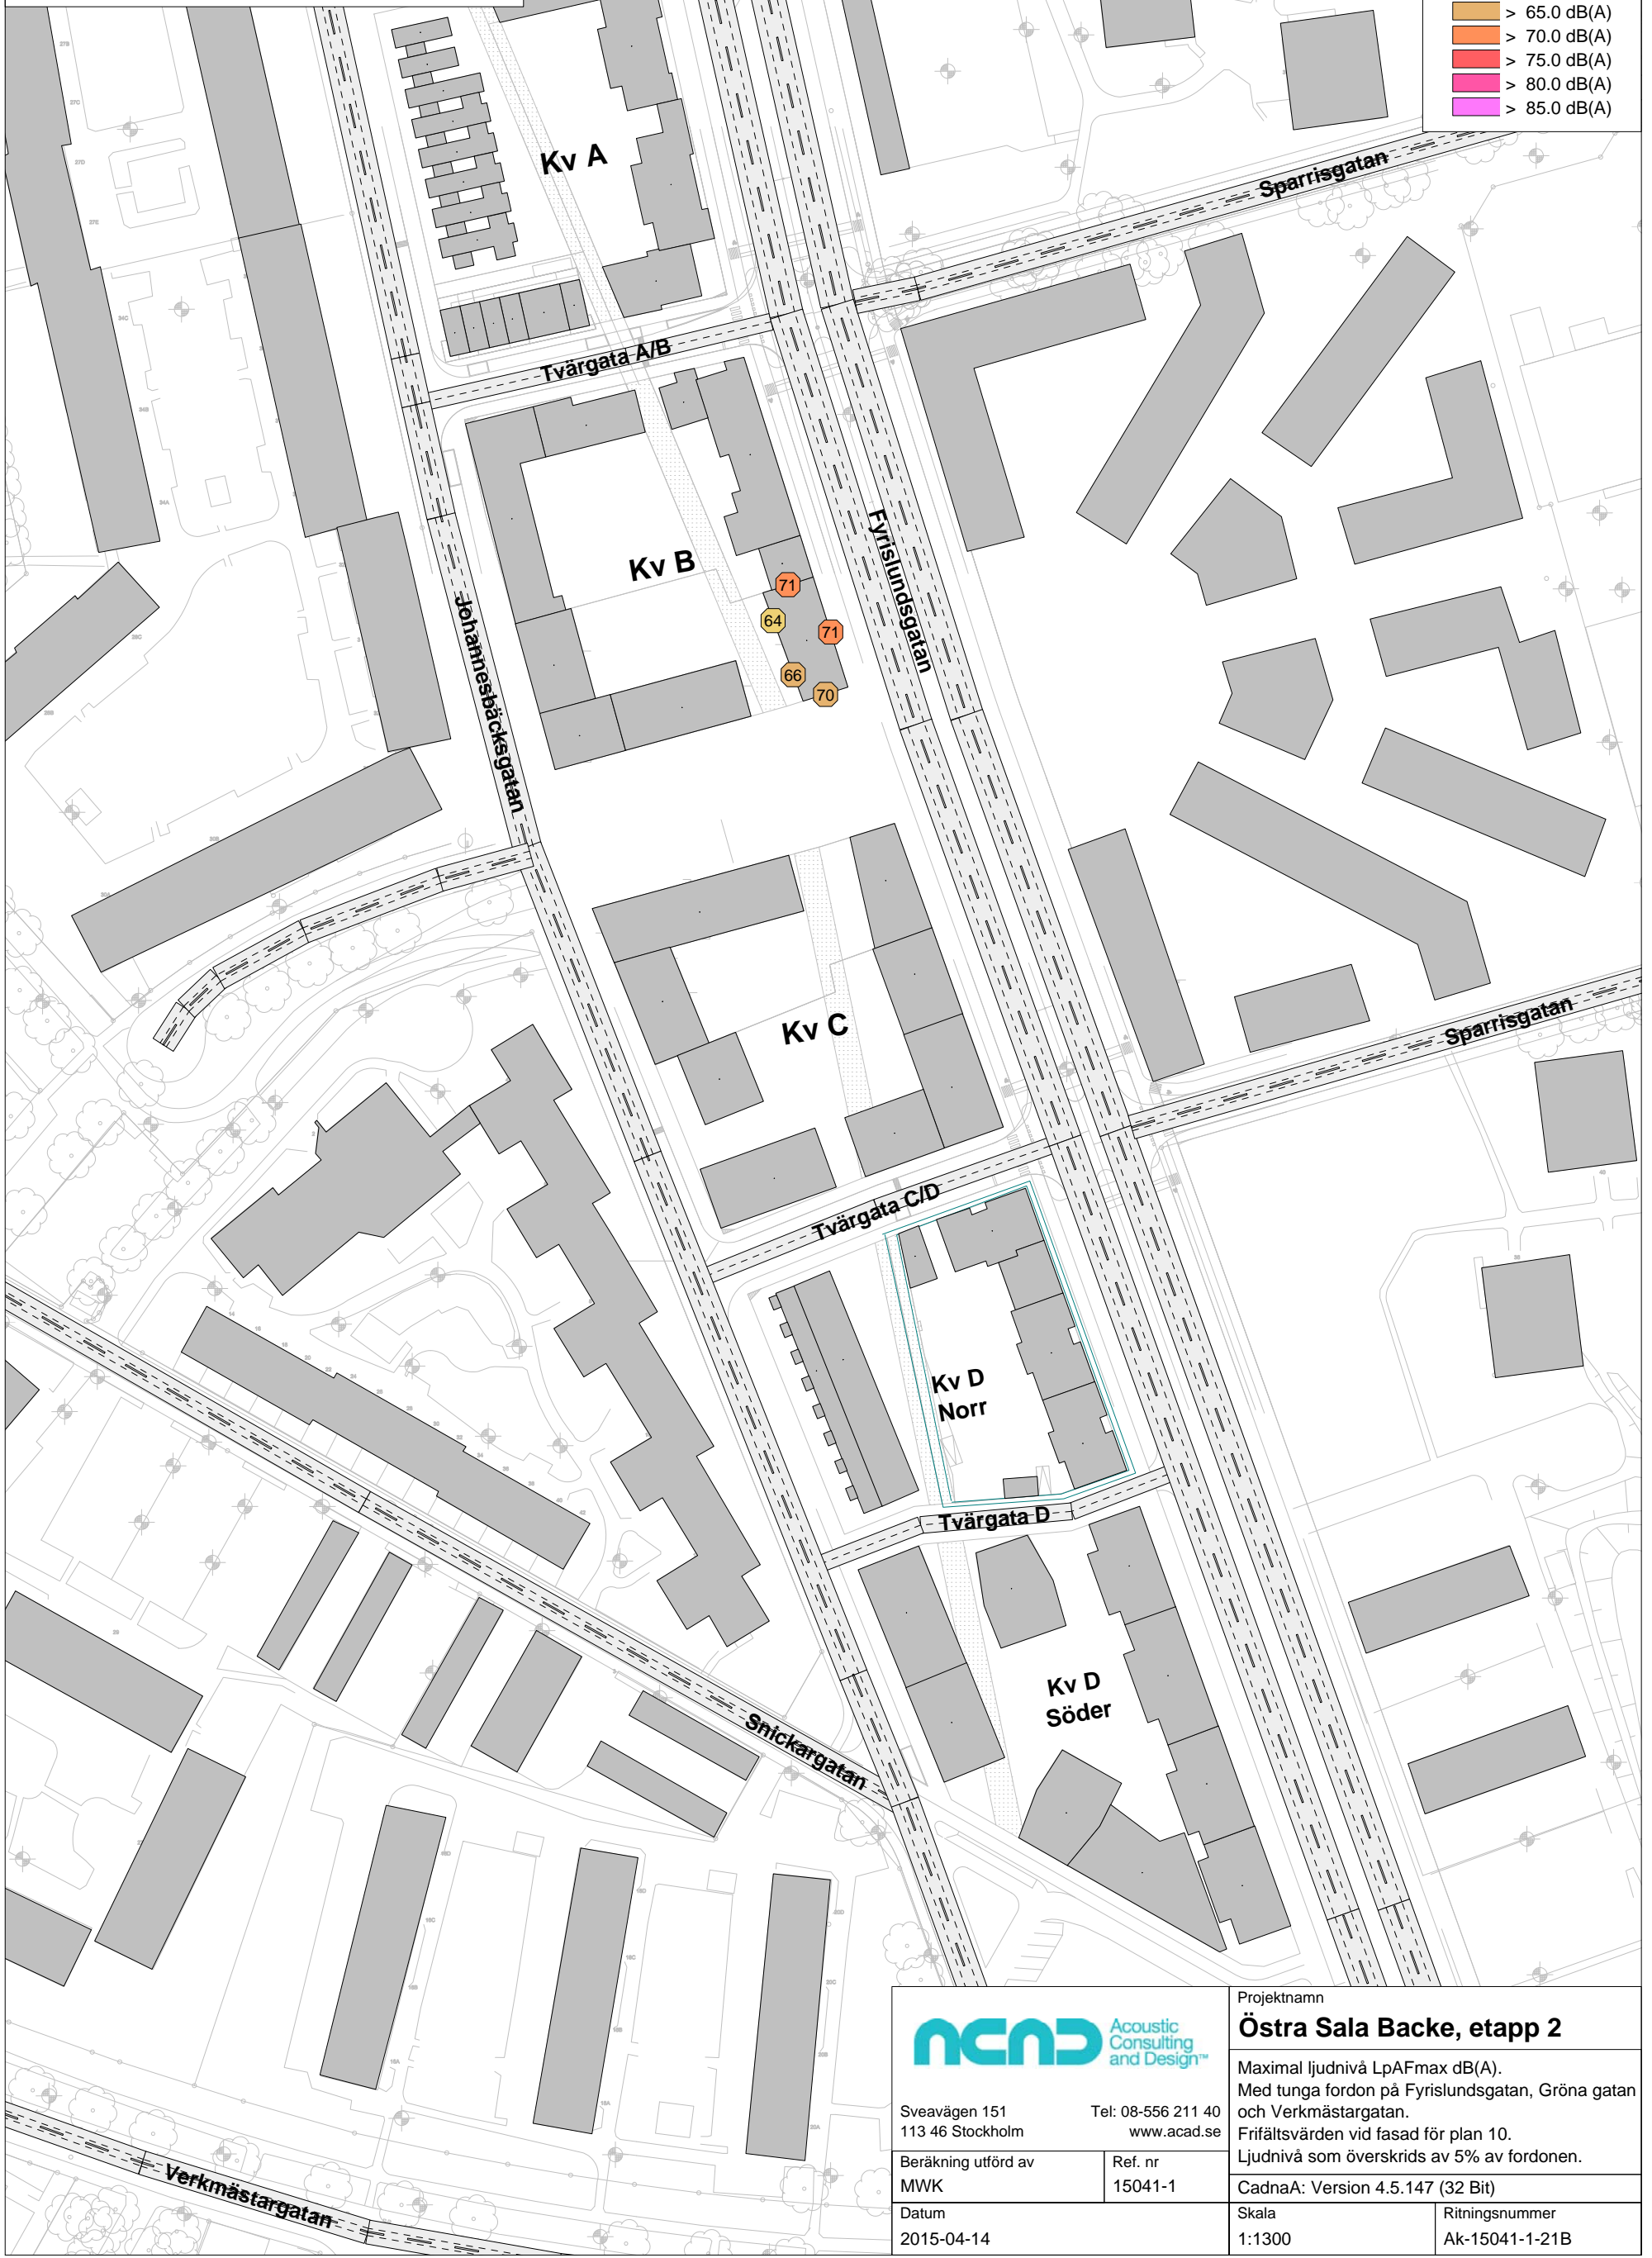 > 65.0 dB(A)
> 70.0 dB(A)
> 75.0 dB(A)
> 80.0 dB(A)
> 85.0 dB(A)
Kv A
Sparrisgatan
Tvärgata A/B
Fyrislundsgatan
Kv B
71
64
71
66
70
Johannesbäcksgatan
Kv C
Sparrisgatan
Tvärgata C/D
Kv D
Norr
Tvärgata D
Kv D
Söder
Snickargatan
Verkmästargatan
ACAD
Acoustic
Consulting
and Design™
Sveavägen 151
113 46 Stockholm
Tel: 08-556 211 40
www.acad.se
Beräkning utförd av
MWK
Ref. nr
15041-1
Datum
2015-04-14
Projektnamn
Östra Sala Backe, etapp 2
Maximal ljudnivå LpAFmax dB(A).
Med tunga fordon på Fyrislundsgatan, Gröna gatan
och Verkmästargatan.
Frifältsvärden vid fasad för plan 10.
Ljudnivå som överskrids av 5% av fordonen.
CadnaA: Version 4.5.147 (32 Bit)
Skala
1:1300
Ritningsnummer
Ak-15041-1-21B